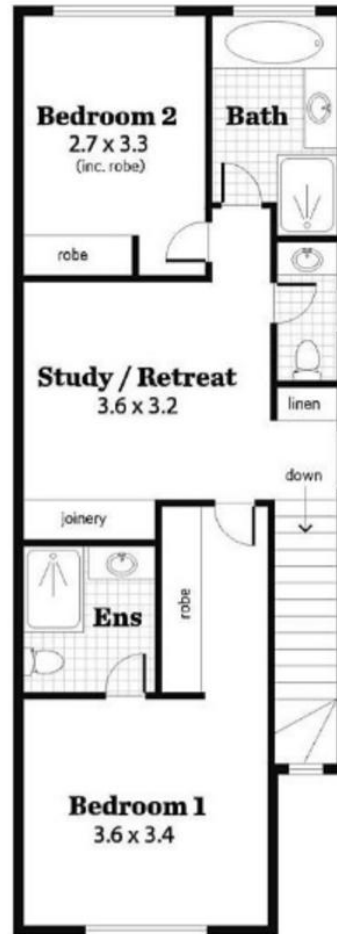 Bedroom 2
2.7 x 3.3
(inc. robe)
Bath
robe
Study / Retreat
3.6 x 3.2
linen
down
joinery
Ens
robe
Bedroom 1
3.6 x 3.4